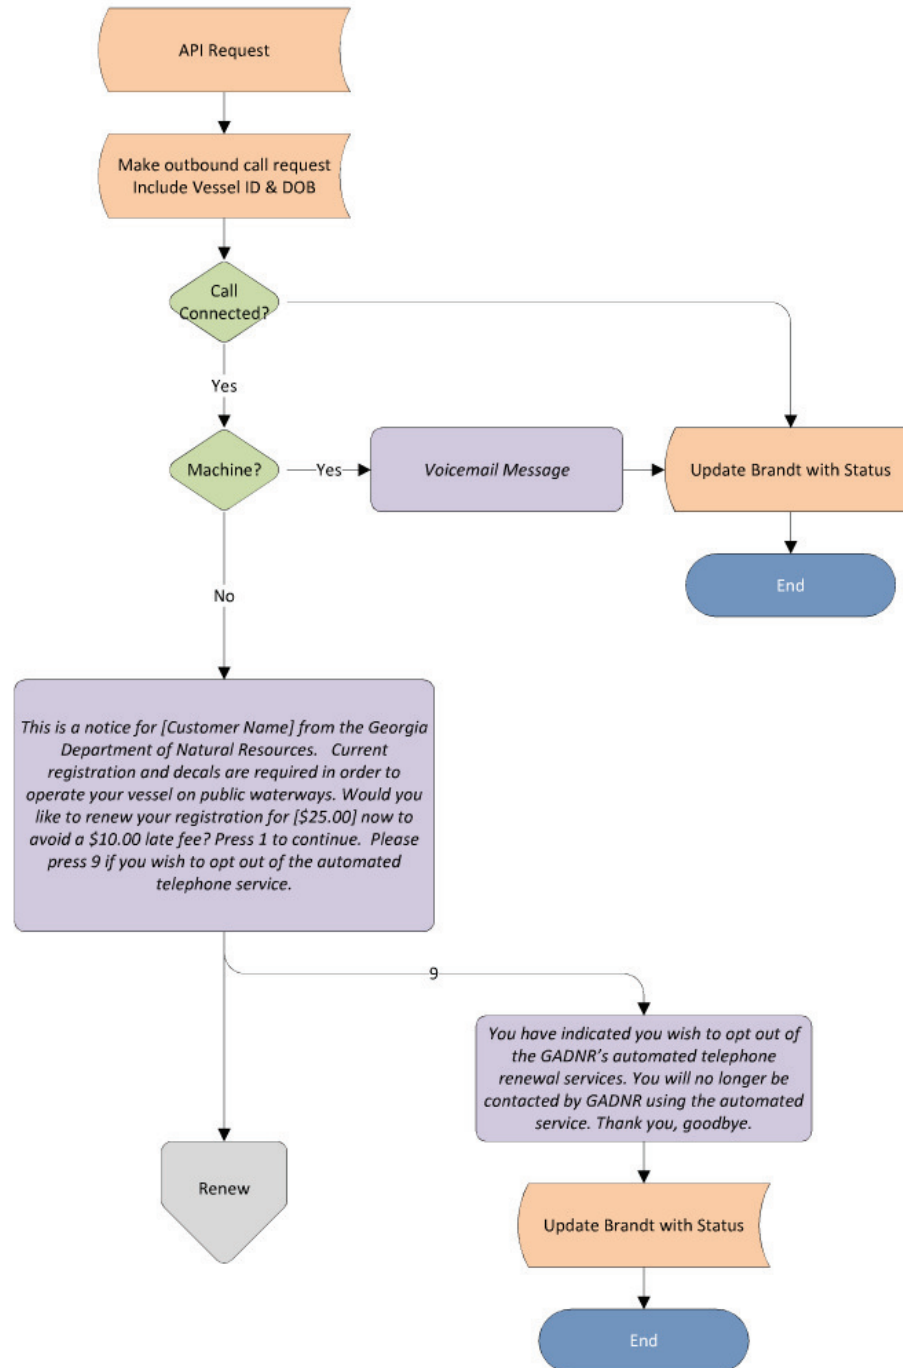 API Request
Make outbound call request
Include Vessel ID & DOB
Call
Connected?
Yes
Machine?
Yes
Voicemail Message
Update Brandt with Status
End
No
This is a notice for [Customer Name] from the Georgia
Department of Natural Resources.   Current
registration and decals are required in order to
operate your vessel on public waterways. Would you
like to renew your registration for [$25.00] now to
avoid a $10.00 late fee? Press 1 to continue.  Please
press 9 if you wish to opt out of the automated
telephone service.
9
You have indicated you wish to opt out of
the GADNR’s automated telephone
renewal services. You will no longer be
contacted by GADNR using the automated
service. Thank you, goodbye.
Renew
Update Brandt with Status
End